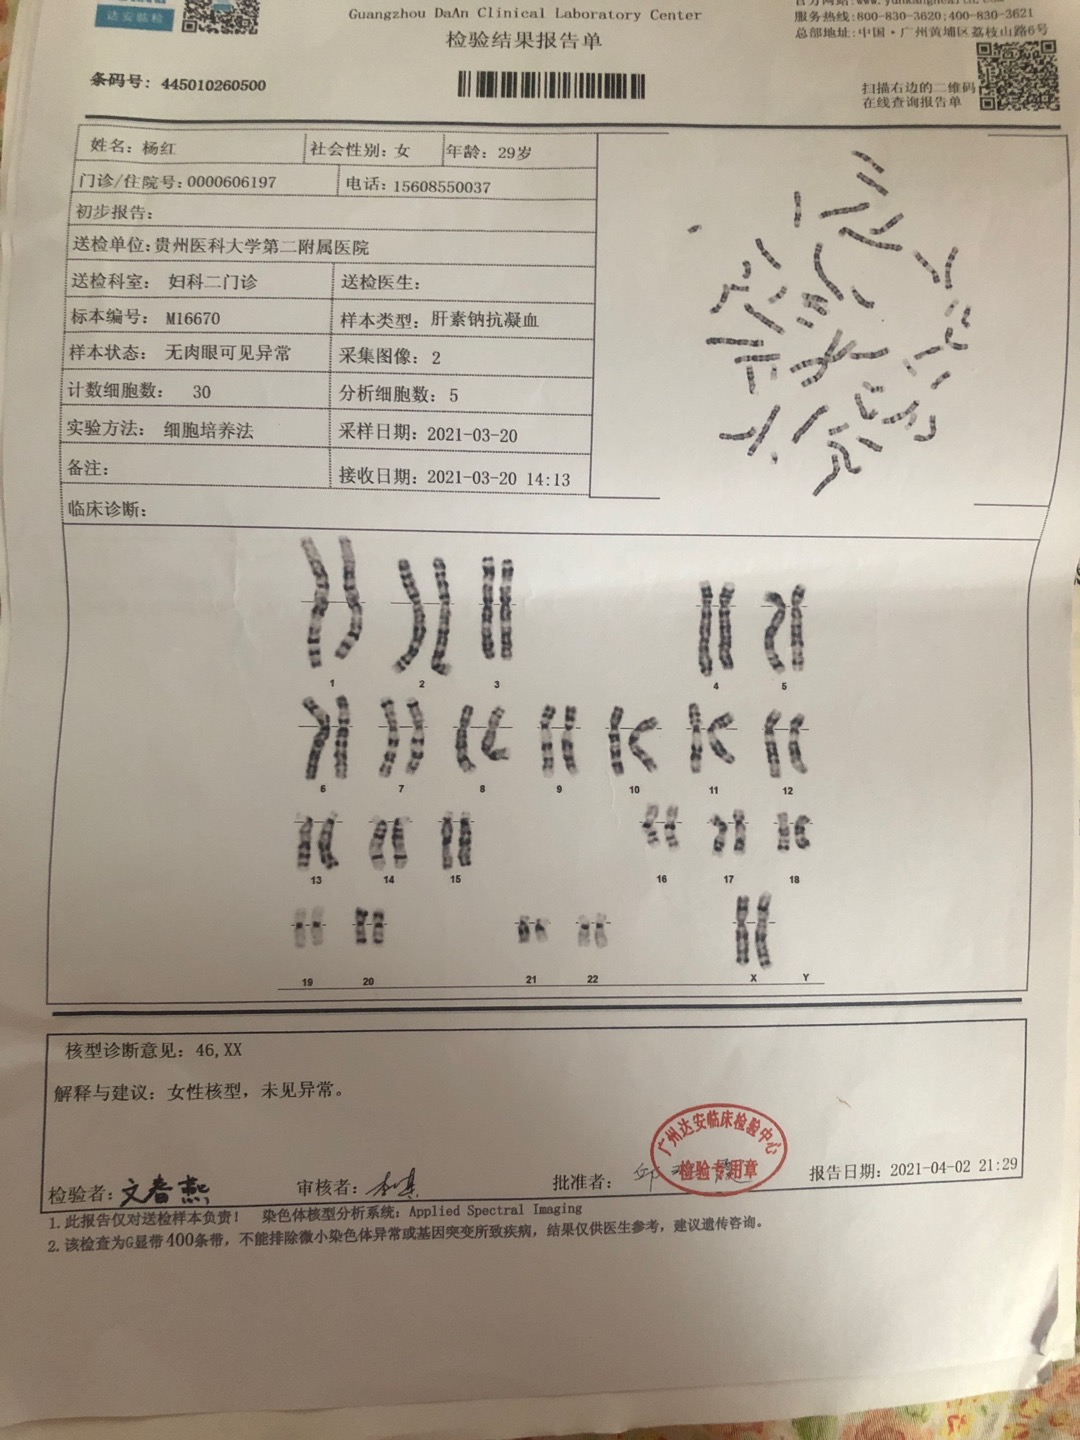 达安临检
Guangzhou DaAn Clinical Laboratory Center
检验结果报告单
服务热线:800-830-3620;400-830-3621
总部地址:中国·广州黄埔区荔枝山路6号
条码号: 445010260500
扫描右边的二维码
在线查询报告单
姓名: 杨红 社会性别: 女 年龄: 29岁
门诊/住院号:0000606197 电话: 15608550037
初步报告:
送检单位:贵州医科大学第二附属医院
送检科室: 妇科二门诊 送检医生:
标本编号: M16670 样本类型: 肝素钠抗凝血
样本状态: 无肉眼可见异常 采集图像: 2
计数细胞数: 30 分析细胞数: 5
实验方法: 细胞培养法 采样日期: 2021-03-20
备注: 接收日期: 2021-03-20 14:13
临床诊断:
1 2 3 4 5
6 7 8 9 10 11 12
13 14 15 16 17 18
19 20 21 22 X Y
核型诊断意见: 46,XX
解释与建议: 女性核型, 未见异常。
广州达安临床检验中心
检验专用章
检验者: 文春燕 审核者: 批准者: 邱 报告日期: 2021-04-02 21:29
1.此报告仅对送检样本负责! 染色体核型分析系统: Applied Spectral Imaging
2.该检查为G显带400条带, 不能排除微小染色体异常或基因突变所致疾病, 结果仅供医生参考, 建议遗传咨询。